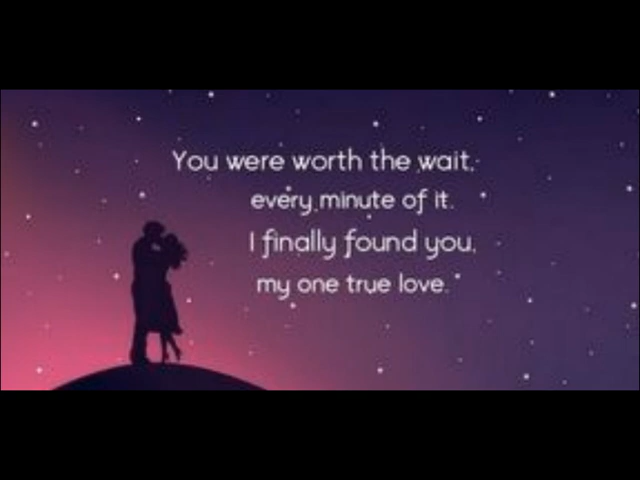 You were worth the wait,
every minute of it.
I finally found you,
my one true love.